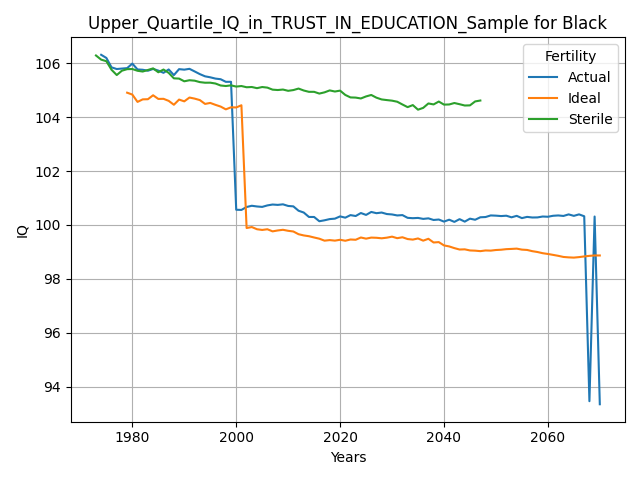 Upper_Quartile_IQ_in_TRUST_IN_EDUCATION_Sample for Black
Fertility
Actual
Ideal
Sterile
IQ
106
104
102
100
98
96
94
1980
2000
2020
2040
2060
Years